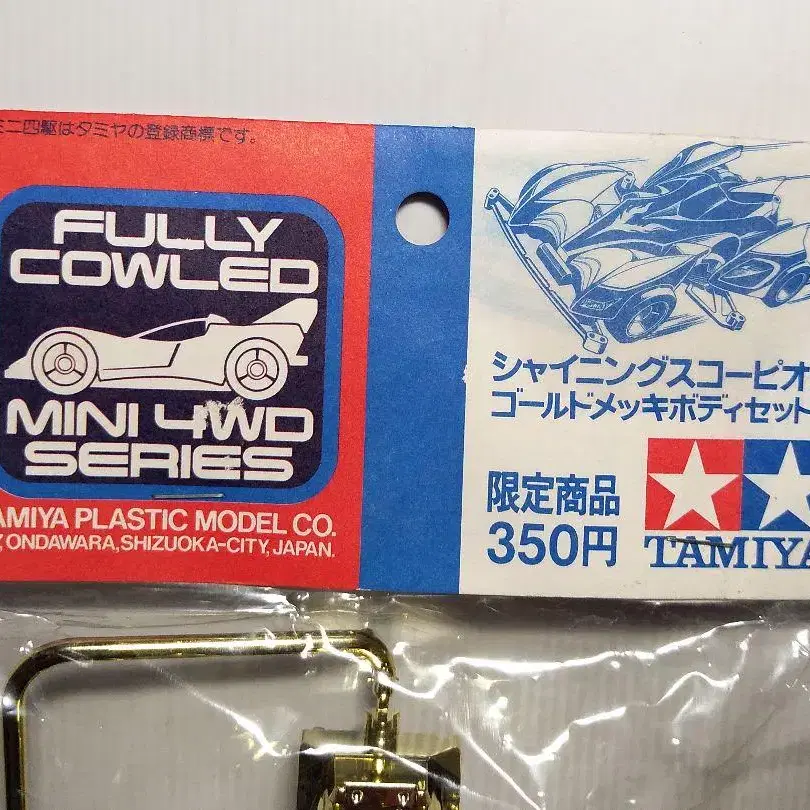 ミニ四駆はタミヤの登録商標です。
FULLY
COWLED
MINI 4WD
SERIES
TAMIYA PLASTIC MODEL CO.
ONDAWARA, SHIZUOKA-CITY, JAPAN.
シャイニングスコーピオ
ゴールドメッキボディセット
限定商品
350円
TAMIYA